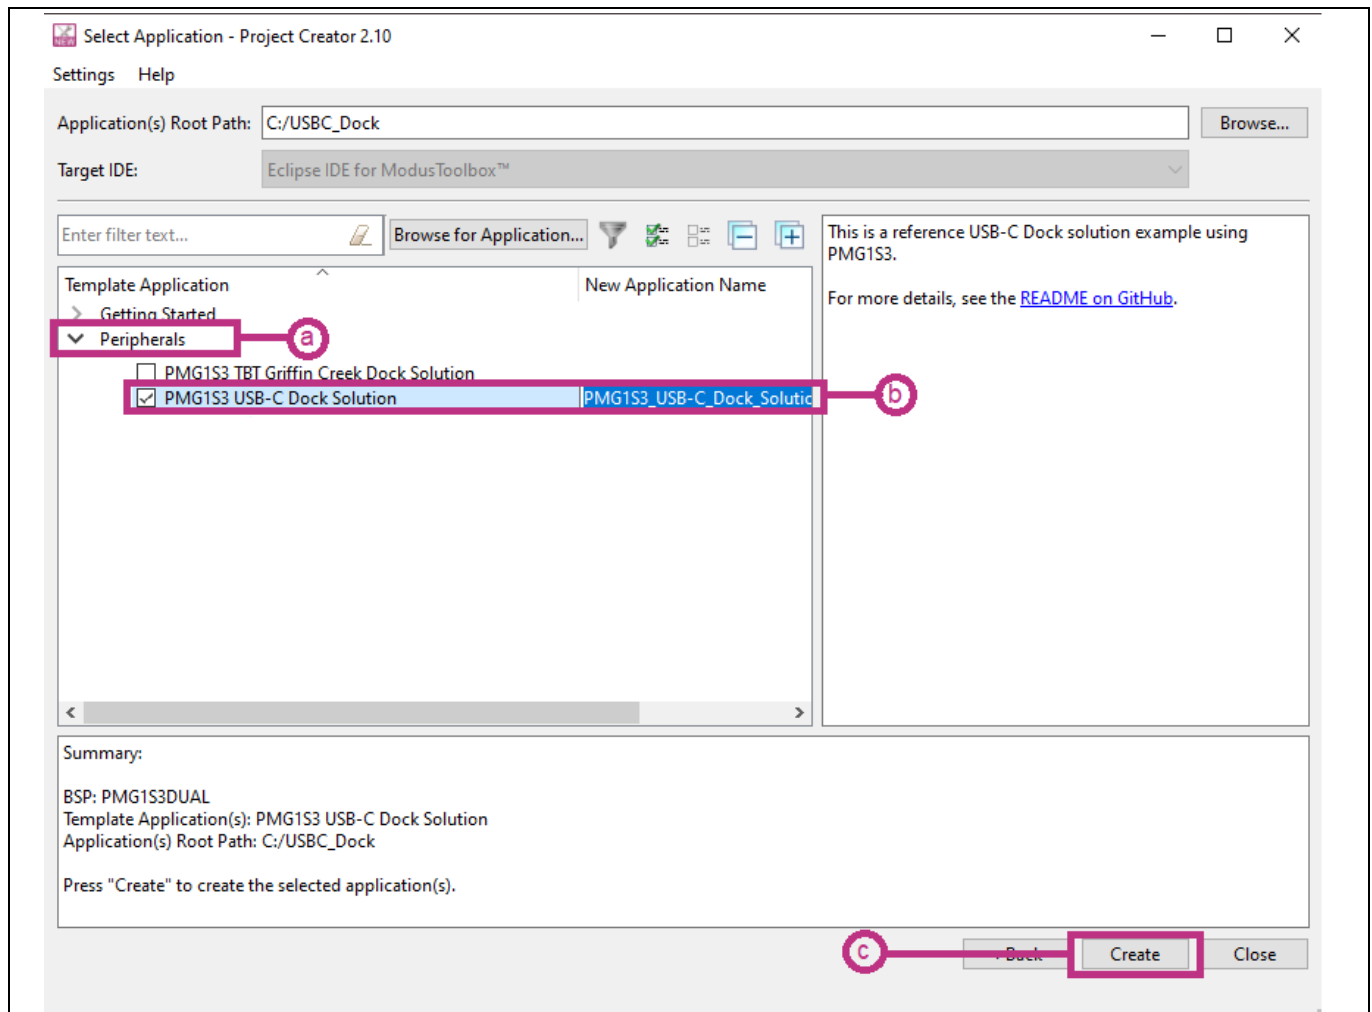 Select Application - Project Creator 2.10
Settings Help
Application(s) Root Path: C:/USBC_Dock Browse...
Target IDE: Eclipse IDE for ModusToolbox™
Enter filter text... Browse for Application...
Template Application New Application Name
Getting Started
Peripherals
a
PMG1S3 TBT Griffin Creek Dock Solution
PMG1S3 USB-C Dock Solution PMG1S3_USB-C_Dock_Solutic
b
This is a reference USB-C Dock solution example using
PMG1S3.
For more details, see the README on GitHub.
Summary:
BSP: PMG1S3DUAL
Template Application(s): PMG1S3 USB-C Dock Solution
Application(s) Root Path: C:/USBC_Dock
Press "Create" to create the selected application(s).
c
Back Create Close